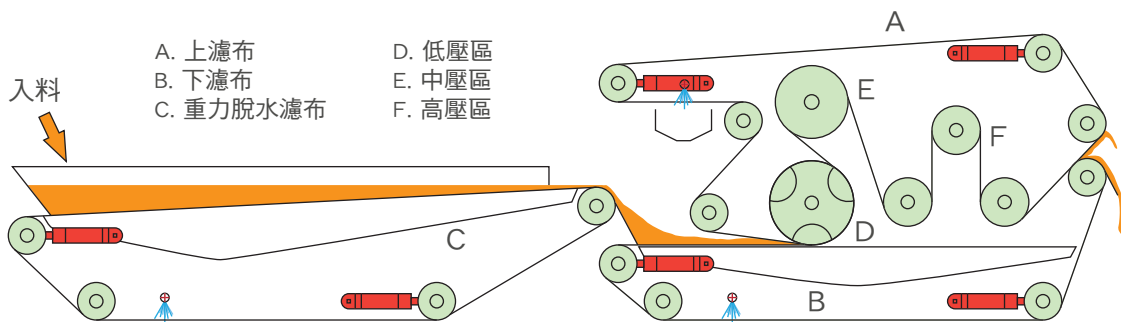 A. 上濾布
B. 下濾布
C. 重力脫水濾布
D. 低壓區
E. 中壓區
F. 高壓區
入料
A
E
F
D
C
B